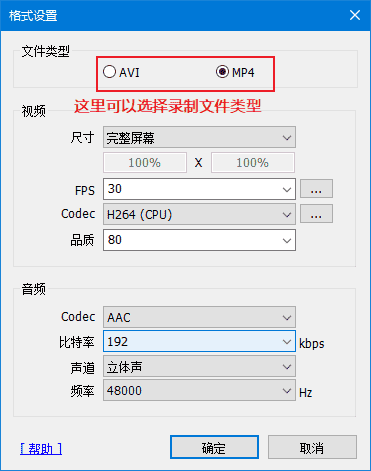 格式设置
文件类型
AVI
MP4
这里可以选择录制文件类型
视频
尺寸 完整屏幕
100% X 100%
FPS 30 ...
Codec H264 (CPU) ...
品质 80
音频
Codec AAC
比特率 192 kbps
声道 立体声
频率 48000 Hz
[ 帮助 ] 确定 取消